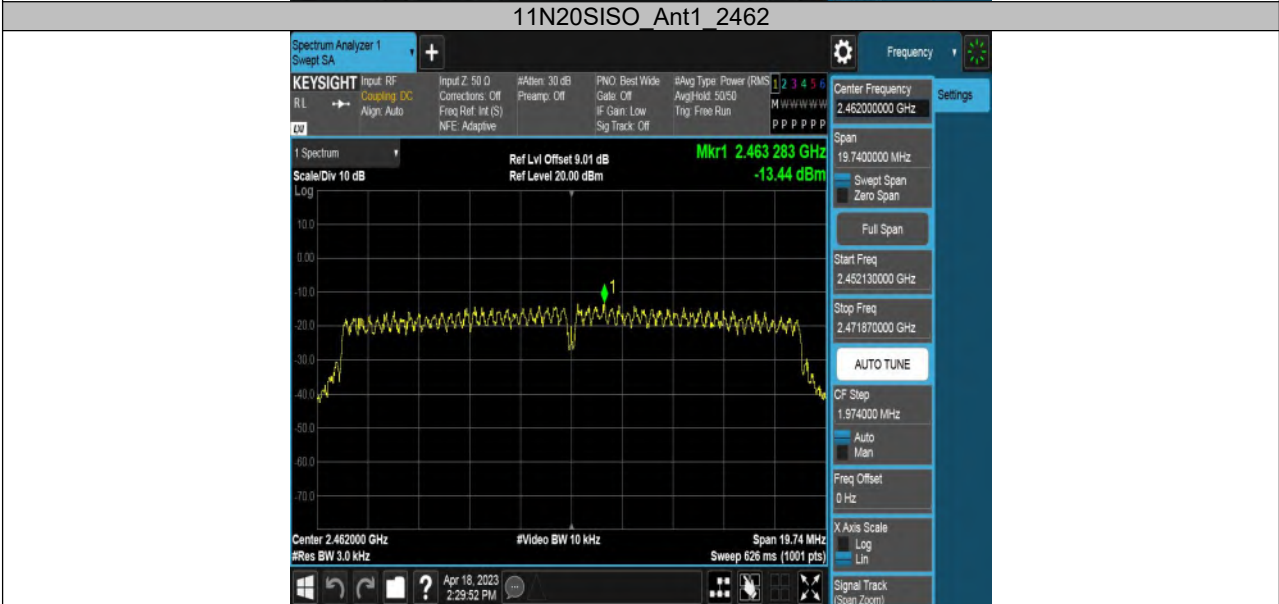 11N20SISO_Ant1_2462
Spectrum Analyzer 1
Swept SA
+
Frequency
KEYSIGHT
RL
Input: RF
Coupling: DC
Align: Auto
Input Z: 50 Ω
Corrections: Off
Freq Ref: Int (S)
NFE: Adaptive
#Atten: 30 dB
Preamp: Off
PNO: Best Wide
Gate: Off
IF Gain: Low
Sig Track: Off
#Avg Type: Power (RMS
Avg|Hold: 50/50
Trig: Free Run
1 2 3 4 5 6
M W W W W W
P P P P P P
1 Spectrum
Scale/Div 10 dB
Log
Ref Lvl Offset 9.01 dB
Ref Level 20.00 dBm
Mkr1 2.463 283 GHz
-13.44 dBm
10.0
0.00
-10.0
-20.0
-30.0
-40.0
-50.0
-60.0
-70.0
1
Center 2.462000 GHz
#Res BW 3.0 kHz
#Video BW 10 kHz
Span 19.74 MHz
Sweep 626 ms (1001 pts)
Center Frequency
2.462000000 GHz
Settings
Span
19.7400000 MHz
Swept Span
Zero Span
Full Span
Start Freq
2.452130000 GHz
Stop Freq
2.471870000 GHz
AUTO TUNE
CF Step
1.974000 MHz
Auto
Man
Freq Offset
0 Hz
X Axis Scale
Log
Lin
Signal Track
(Span Zoom)
?
Apr 18, 2023
2:29:52 PM